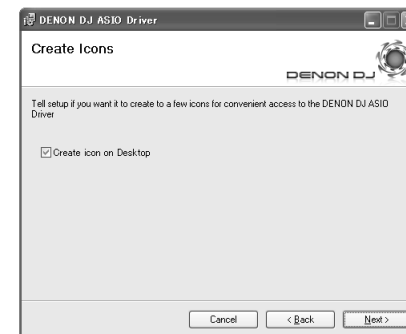 DENON DJ ASIO Driver
Create Icons
DENON DJ
Tell setup if you want it to create to a few icons for convenient access to the DENON DJ ASIO
Driver
Create icon on Desktop
Cancel
< Back
Next >